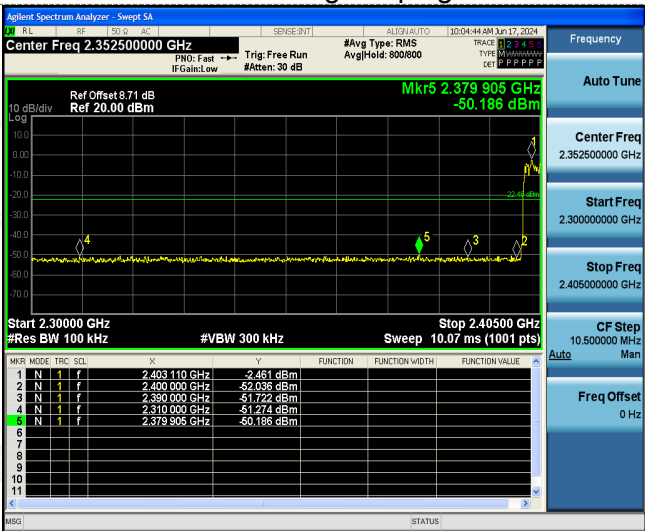 Agilent Spectrum Analyzer - Swept SA
LXI RL RF 50 Ω AC SENSE:INT ALIGN AUTO 10:04:44 AM Jun 17, 2024
Center Freq 2.352500000 GHz #Avg Type: RMS TRACE 1 2 3 4 5 6
PNO: Fast Trig: Free Run Avg|Hold: 800/800 TYPE M W W W W W
IFGain:Low #Atten: 30 dB DET P P P P P P
Mkr5 2.379 905 GHz
Ref Offset 8.71 dB
10 dB/div Ref 20.00 dBm -50.186 dBm
Log
10.0
1
0.00
-10.0
-20.0 -22.46 dBm
-30.0
-40.0
4 5 3 2
-50.0
-60.0
-70.0
Start 2.30000 GHz Stop 2.40500 GHz
#Res BW 100 kHz #VBW 300 kHz Sweep 10.07 ms (1001 pts)
MKR MODE TRC SCL X Y FUNCTION FUNCTION WIDTH FUNCTION VALUE
1 N 1 f 2.403 110 GHz -2.461 dBm
2 N 1 f 2.400 000 GHz -52.036 dBm
3 N 1 f 2.390 000 GHz -51.722 dBm
4 N 1 f 2.310 000 GHz -51.274 dBm
5 N 1 f 2.379 905 GHz -50.186 dBm
6
7
8
9
10
11
MSG STATUS
Frequency
Auto Tune
Center Freq
2.352500000 GHz
Start Freq
2.300000000 GHz
Stop Freq
2.405000000 GHz
CF Step
10.500000 MHz
Auto Man
Freq Offset
0 Hz